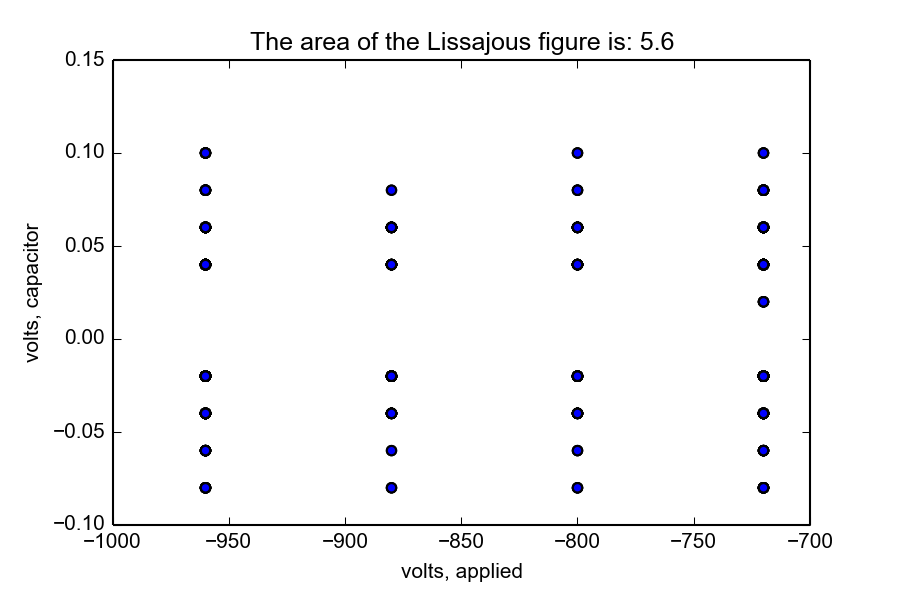 The area of the Lissajous figure is: 5.6
0.15
0.10
0.05
0.00
−0.05
−0.10
volts, capacitor
−1000 −950 −900 −850 −800 −750 −700
volts, applied